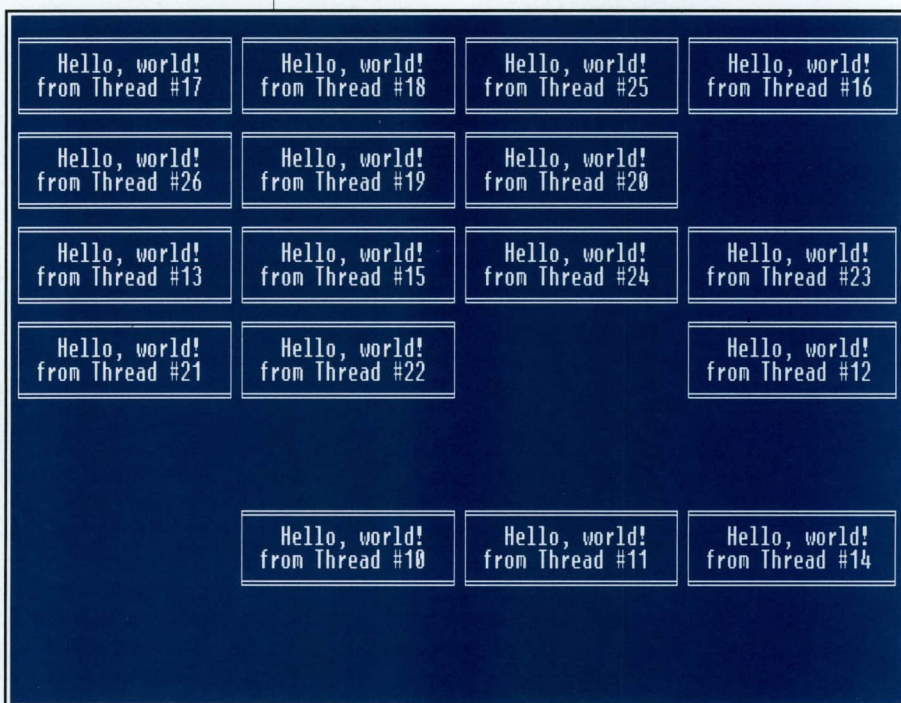 Hello, world!
from Thread #17
Hello, world!
from Thread #18
Hello, world!
from Thread #25
Hello, world!
from Thread #16
Hello, world!
from Thread #26
Hello, world!
from Thread #19
Hello, world!
from Thread #20
Hello, world!
from Thread #13
Hello, world!
from Thread #15
Hello, world!
from Thread #24
Hello, world!
from Thread #23
Hello, world!
from Thread #21
Hello, world!
from Thread #22
Hello, world!
from Thread #12
Hello, world!
from Thread #10
Hello, world!
from Thread #11
Hello, world!
from Thread #14